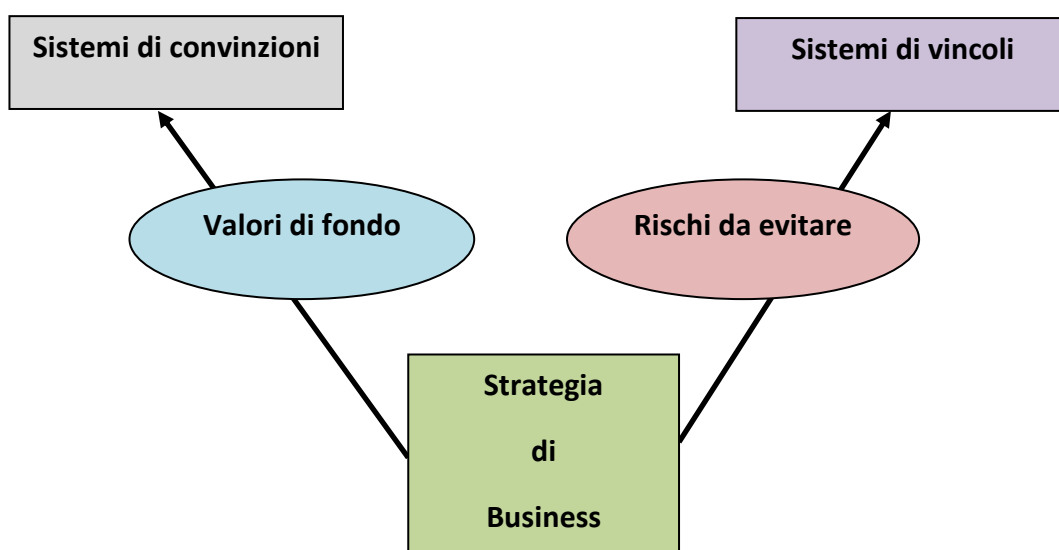 Sistemi di convinzioni
Sistemi di vincoli
Valori di fondo
Rischi da evitare
Strategia
di
Business